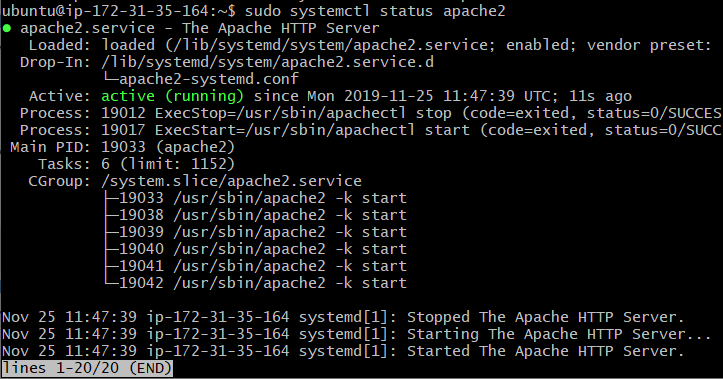 ubuntu@ip-172-31-35-164:~$ sudo systemctl status apache2
● apache2.service - The Apache HTTP Server
   Loaded: loaded (/lib/systemd/system/apache2.service; enabled; vendor preset:
  Drop-In: /lib/systemd/system/apache2.service.d
           └─apache2-systemd.conf
   Active: active (running) since Mon 2019-11-25 11:47:39 UTC; 11s ago
  Process: 19012 ExecStop=/usr/sbin/apachectl stop (code=exited, status=0/SUCCES
  Process: 19017 ExecStart=/usr/sbin/apachectl start (code=exited, status=0/SUCC
 Main PID: 19033 (apache2)
    Tasks: 6 (limit: 1152)
   CGroup: /system.slice/apache2.service
           ├─19033 /usr/sbin/apache2 -k start
           ├─19038 /usr/sbin/apache2 -k start
           ├─19039 /usr/sbin/apache2 -k start
           ├─19040 /usr/sbin/apache2 -k start
           ├─19041 /usr/sbin/apache2 -k start
           └─19042 /usr/sbin/apache2 -k start

Nov 25 11:47:39 ip-172-31-35-164 systemd[1]: Stopped The Apache HTTP Server.
Nov 25 11:47:39 ip-172-31-35-164 systemd[1]: Starting The Apache HTTP Server...
Nov 25 11:47:39 ip-172-31-35-164 systemd[1]: Started The Apache HTTP Server.
lines 1-20/20 (END)